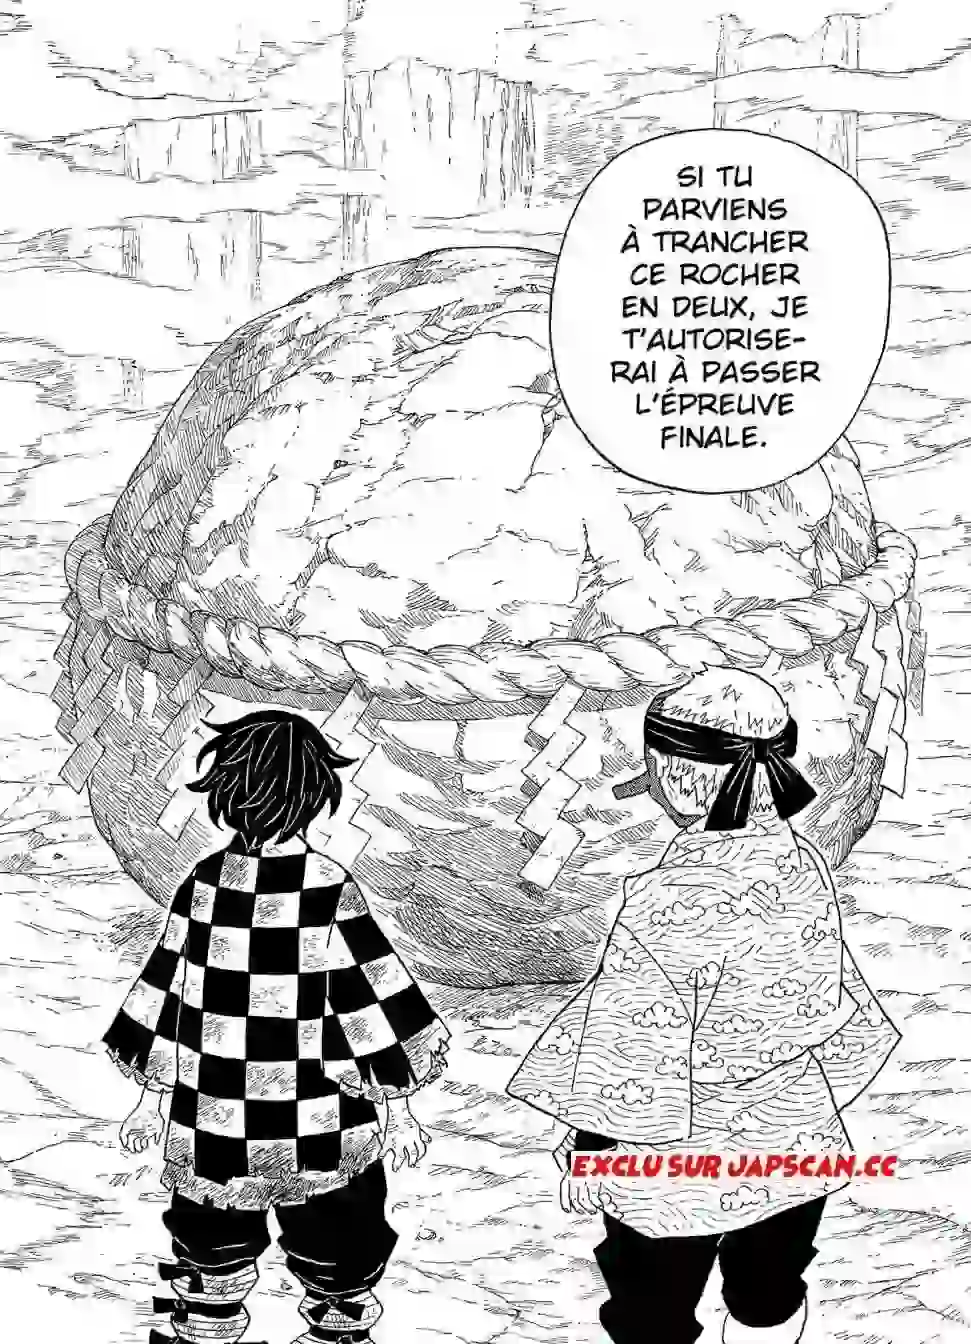 SI TU
PARVIENS
À TRANCHER
CE ROCHER
EN DEUX, JE
T'AUTORISE-
RAI À PASSER
L'ÉPREUVE
FINALE.
EXCLU SUR JAPSCAN.CC